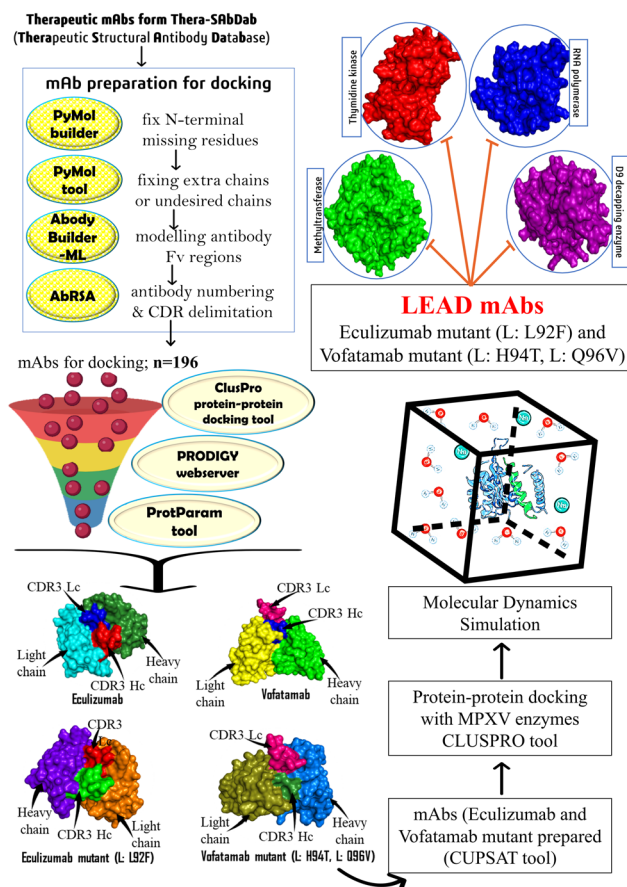 Therapeutic mAbs form Thera-SAbDab
(Therapeutic Structural Antibody Database)
mAb preparation for docking
PyMol
builder
fix N-terminal
missing residues
PyMol
tool
fixing extra chains
or undesired chains
Abody
Builder
-ML
modelling antibody
Fv regions
AbRSA
antibody numbering
& CDR delimitation
mAbs for docking; n=196
ClusPro
protein-protein
docking tool
PRODIGY
webserver
ProtParam
tool
Thymidine kinase
RNA polymerase
Methyltransferase
D9 decapping enzyme
LEAD mAbs
Eculizumab mutant (L: L92F) and
Vofatamab mutant (L: H94T, L: Q96V)
CDR3 Lc
Light
chain
CDR3 Hc
Heavy
chain
Eculizumab
CDR3 Lc
CDR3 Hc
Light
chain
Heavy
chain
Vofatamab
CDR3
Lc
Heavy
chain
CDR3 Hc
Light
chain
Eculizumab mutant (L: L92F)
CDR3 Lc
Light
chain
CDR3 Hc
Heavy
chain
Vofatamab mutant (L: H94T, L: Q96V)
Molecular Dynamics
Simulation
Protein-protein docking
with MPXV enzymes
CLUSPRO tool
mAbs (Eculizumab and
Vofatamab mutant prepared
(CUPSAT tool)